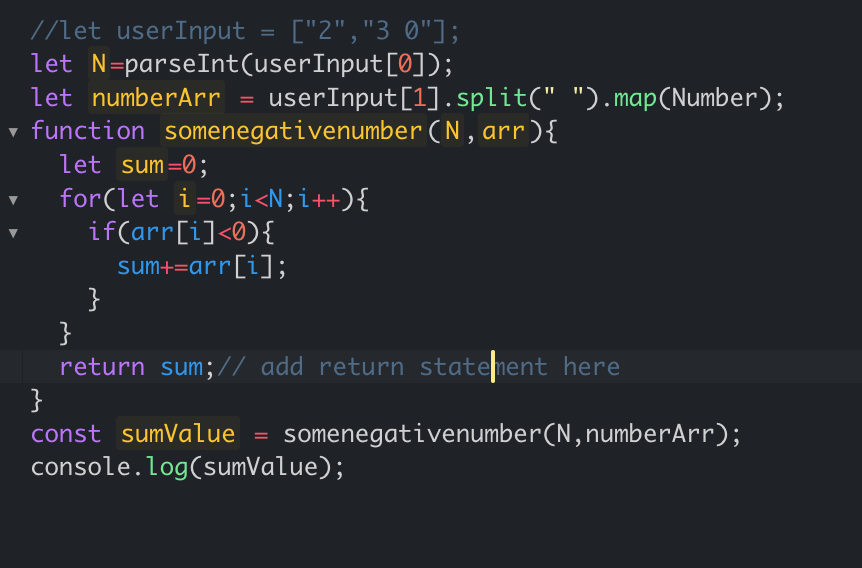 //let userInput = ["2","3 0"];
let N=parseInt(userInput[0]);
let numberArr = userInput[1].split(" ").map(Number);
function somenegativenumber(N,arr){
let sum=0;
for(let i=0;i<N;i++){
if(arr[i]<0){
sum+=arr[i];
}
}
return sum;// add return statement here
}
const sumValue = somenegativenumber(N,numberArr);
console.log(sumValue);